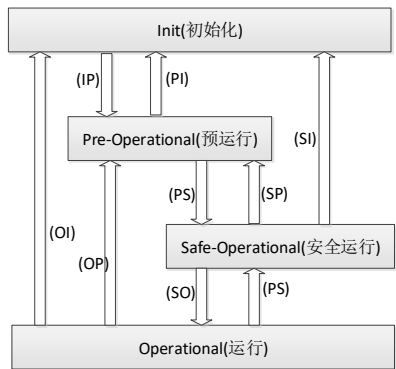 Init(初始化)
(IP)
(PI)
Pre-Operational(预运行)
(SI)
(PS)
(SP)
(OI)
Safe-Operational(安全运行)
(OP)
(SO)
(PS)
Operational(运行)